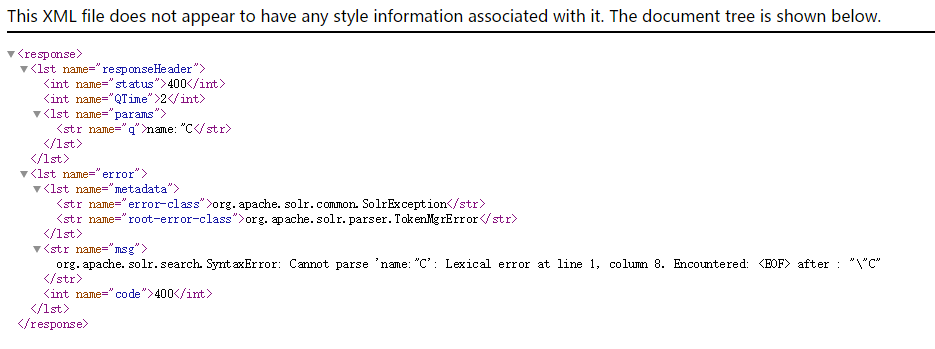 This XML file does not appear to have any style information associated with it. The document tree is shown below.
▼<response>
▼<lst name="responseHeader">
<int name="status">400</int>
<int name="QTime">2</int>
▼<lst name="params">
<str name="q">name:"C</str>
</lst>
</lst>
▼<lst name="error">
▼<lst name="metadata">
<str name="error-class">org.apache.solr.common.SolrException</str>
<str name="root-error-class">org.apache.solr.parser.TokenMgrError</str>
</lst>
▼<str name="msg">
org.apache.solr.search.SyntaxError: Cannot parse 'name:"C': Lexical error at line 1, column 8. Encountered: <EOF> after : "\"C"
</str>
<int name="code">400</int>
</lst>
</response>